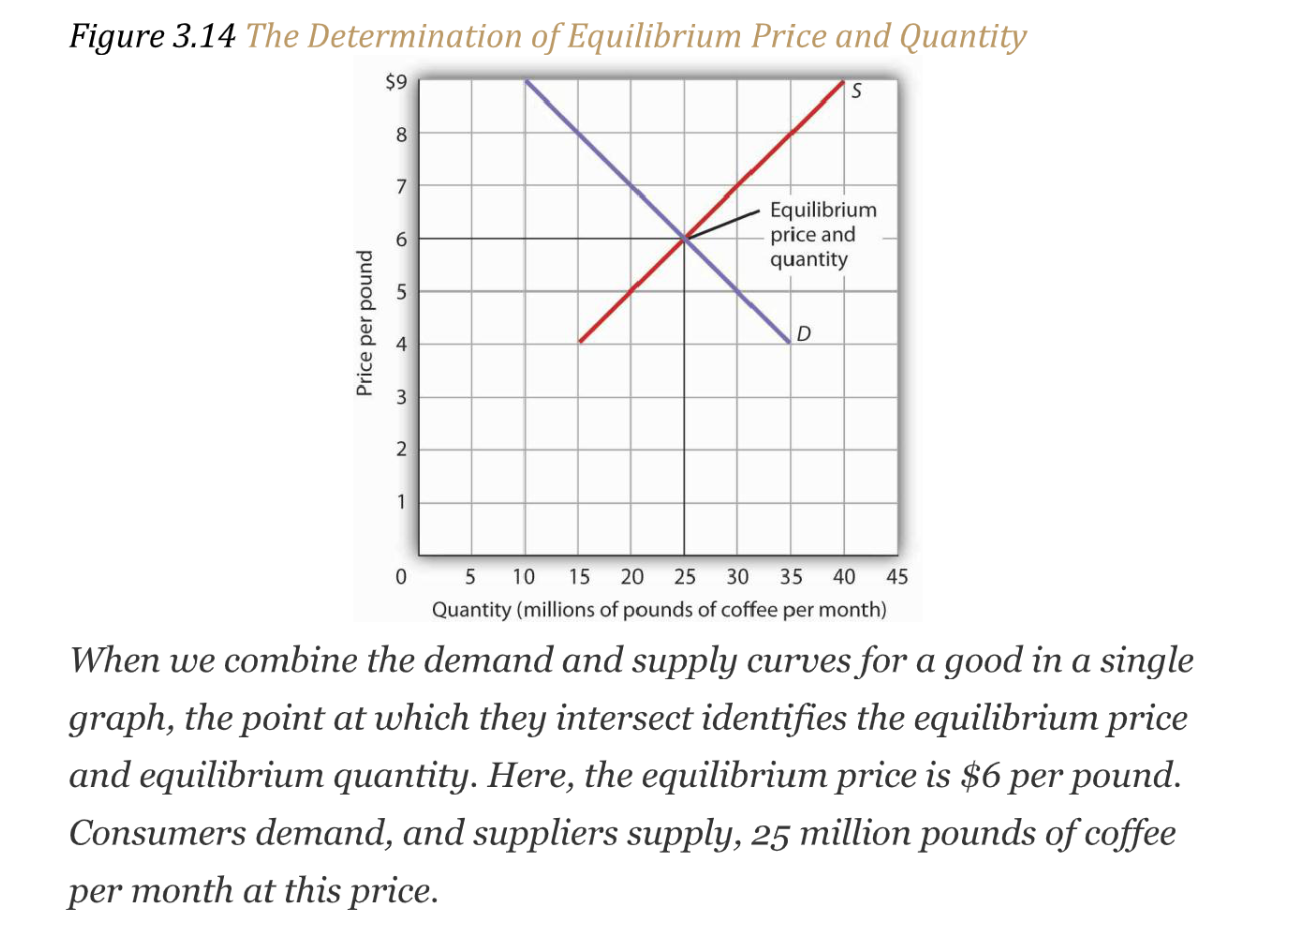 Figure 3.14 The Determination of Equilibrium Price and Quantity
$9
8
7
6
5
4
3
2
1
0
5 10 15 20 25 30 35 40 45
Price per pound
Quantity (millions of pounds of coffee per month)
S
Equilibrium
price and
quantity
D
When we combine the demand and supply curves for a good in a single
graph, the point at which they intersect identifies the equilibrium price
and equilibrium quantity. Here, the equilibrium price is $6 per pound.
Consumers demand, and suppliers supply, 25 million pounds of coffee
per month at this price.